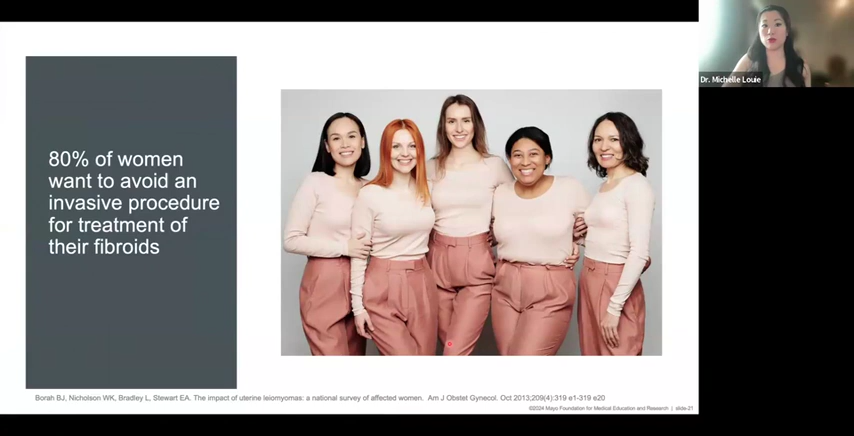 Dr. Michelle Louie
80% of women
want to avoid an
invasive procedure
for treatment of
their fibroids
Borah BJ, Nicholson WK, Bradley L, Stewart EA. The impact of uterine leiomyomas: a national survey of affected women. Am J Obstet Gynecol. Oct 2013;209(4):319 e1-319 e20
©2024 Mayo Foundation for Medical Education and Research | slide-21